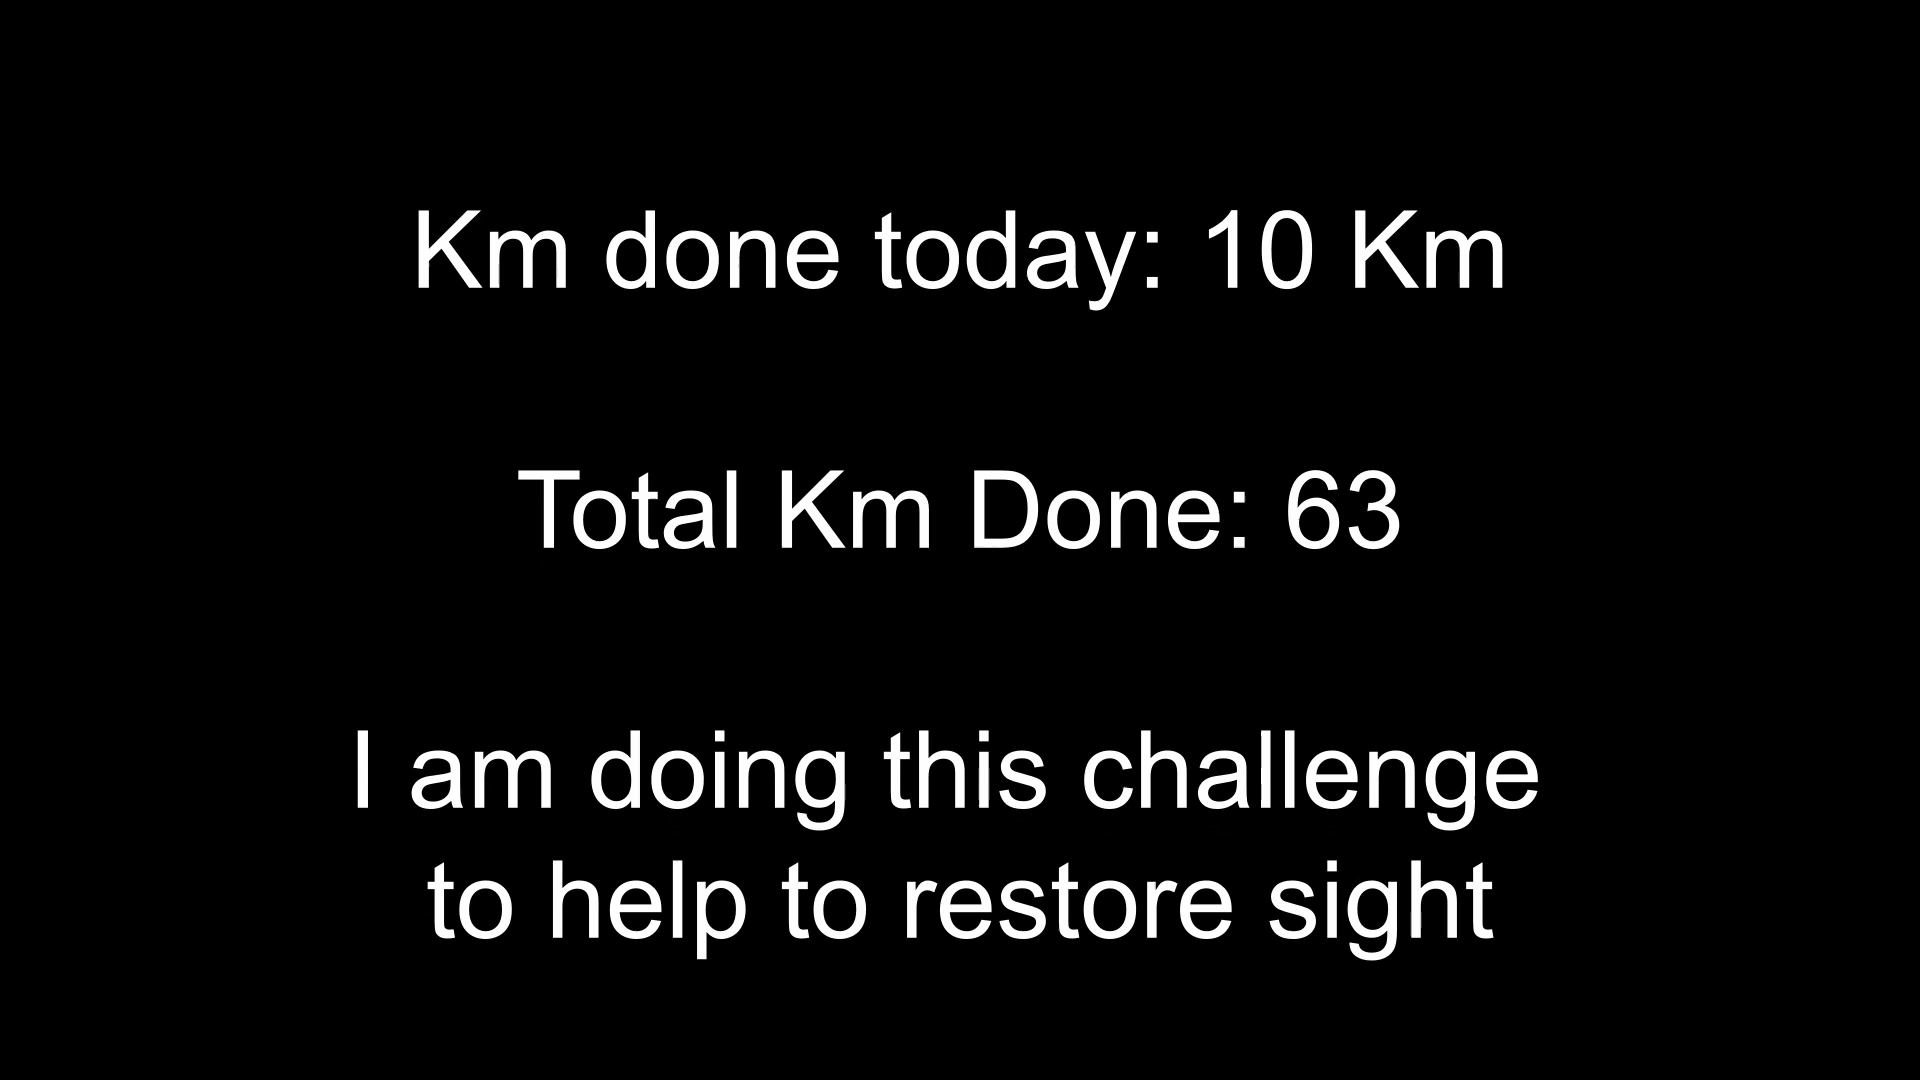 Km done today: 10 Km
Total Km Done: 63
I am doing this challenge
to help to restore sight